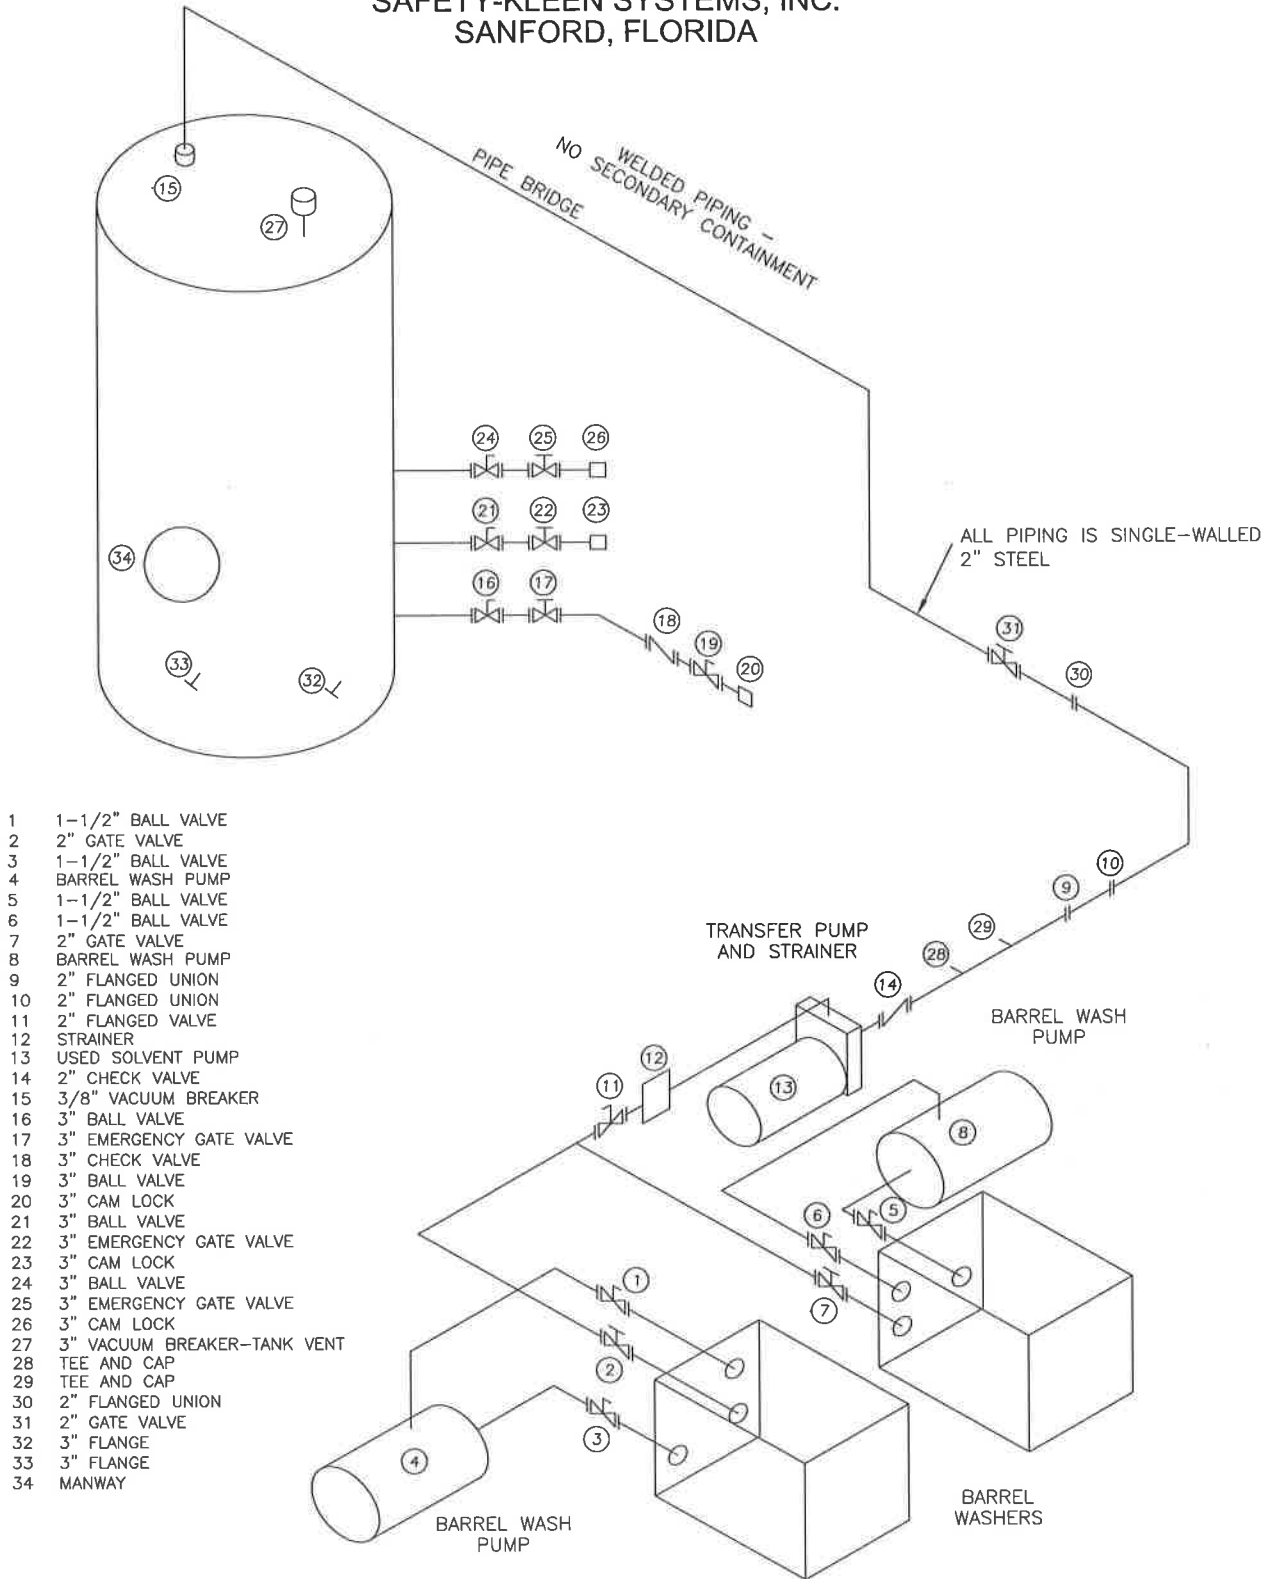 SAFETY-KLEEN SYSTEMS, INC.
SANFORD, FLORIDA
NO WELDED PIPING –
SECONDARY CONTAINMENT
PIPE BRIDGE
15
27
24 25 26
21 22 23
34
16 17
18
19
20
33
32
ALL PIPING IS SINGLE-WALLED
2" STEEL
31
30
1 1-1/2" BALL VALVE
2 2" GATE VALVE
3 1-1/2" BALL VALVE
4 BARREL WASH PUMP
5 1-1/2" BALL VALVE
6 1-1/2" BALL VALVE
7 2" GATE VALVE
8 BARREL WASH PUMP
9 2" FLANGED UNION
10 2" FLANGED UNION
11 2" FLANGED VALVE
12 STRAINER
13 USED SOLVENT PUMP
14 2" CHECK VALVE
15 3/8" VACUUM BREAKER
16 3" BALL VALVE
17 3" EMERGENCY GATE VALVE
18 3" CHECK VALVE
19 3" BALL VALVE
20 3" CAM LOCK
21 3" BALL VALVE
22 3" EMERGENCY GATE VALVE
23 3" CAM LOCK
24 3" BALL VALVE
25 3" EMERGENCY GATE VALVE
26 3" CAM LOCK
27 3" VACUUM BREAKER-TANK VENT
28 TEE AND CAP
29 TEE AND CAP
30 2" FLANGED UNION
31 2" GATE VALVE
32 3" FLANGE
33 3" FLANGE
34 MANWAY
10
9
29
28
14
TRANSFER PUMP
AND STRAINER
BARREL WASH
PUMP
12
11
13
8
5
6
7
1
2
3
4
BARREL WASH
PUMP
BARREL
WASHERS